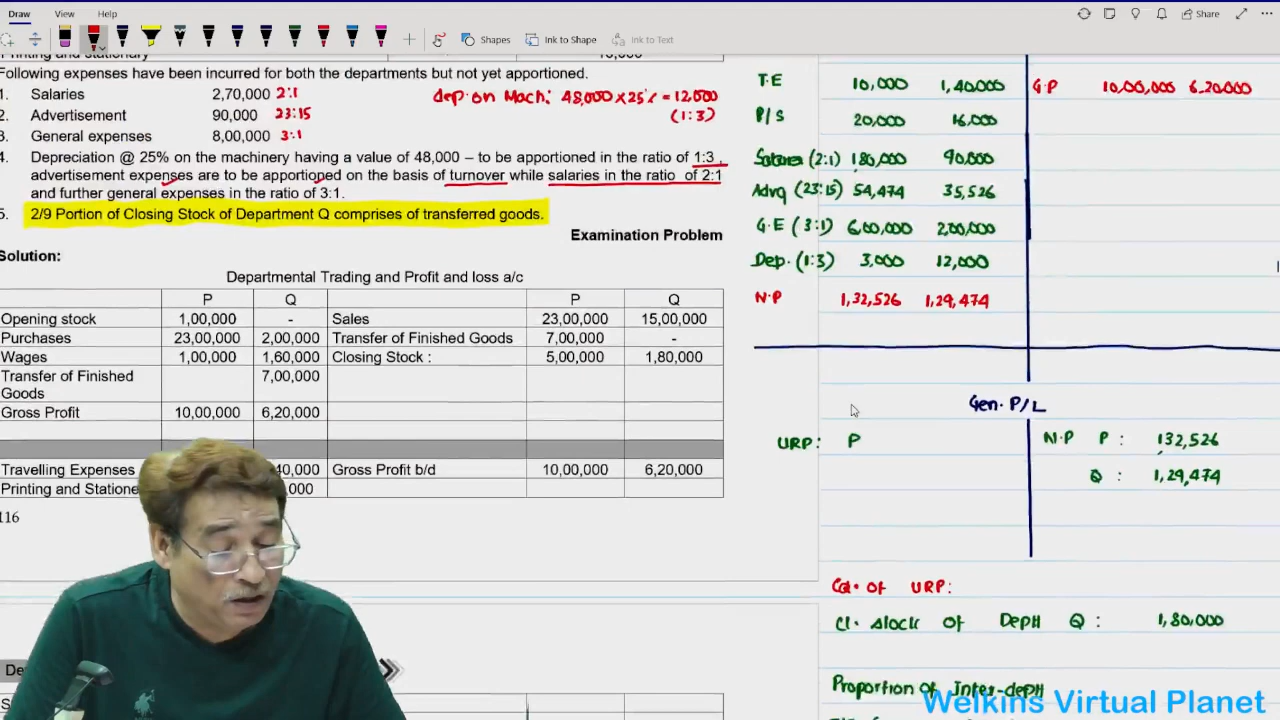 Draw View Help Share
Shapes Ink to Shape Ink to Text
Following expenses have been incurred for both the departments but not yet apportioned.
1. Salaries 2,70,000 2:1
2. Advertisement 90,000 23:15
3. General expenses 8,00,000 3:1
dep. on Mach: 48,000 × 25% = 12,000
(1:3)
4. Depreciation @ 25% on the machinery having a value of 48,000 – to be apportioned in the ratio of 1:3,
advertisement expenses are to be apportioned on the basis of turnover while salaries in the ratio of 2:1
and further general expenses in the ratio of 3:1.
5. 2/9 Portion of Closing Stock of Department Q comprises of transferred goods.
Examination Problem
Solution:
Departmental Trading and Profit and loss a/c
P Q P Q
Opening stock 1,00,000 - Sales 23,00,000 15,00,000
Purchases 23,00,000 2,00,000 Transfer of Finished Goods 7,00,000 -
Wages 1,00,000 1,60,000 Closing Stock : 5,00,000 1,80,000
Transfer of Finished 7,00,000
Goods
Gross Profit 10,00,000 6,20,000
Travelling Expenses 40,000 Gross Profit b/d 10,00,000 6,20,000
Printing and Statione 000
116
T.E 10,000 1,40,000 G.P 10,00,000 6,20,000
P/S 20,000 16,000
Salaries (2:1) 1,80,000 90,000
Advq (23:15) 54,474 35,526
G.E (3:1) 6,00,000 2,00,000
Dep. (1:3) 3,000 12,000
N.P 1,32,526 1,29,474
Gen. P/L
URP: P N.P P : 132,526
Q : 1,29,474
Cal. of URP:
Cl. stock of Deptt Q : 1,80,000
Proportion of Inter-deptt
Welkins Virtual Planet